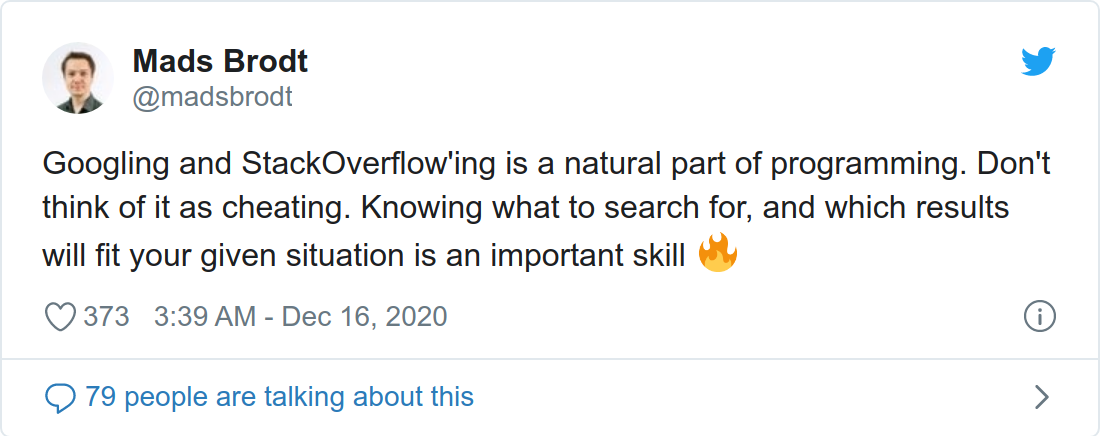 Mads Brodt
@madsbrodt
Googling and StackOverflow'ing is a natural part of programming. Don't
think of it as cheating. Knowing what to search for, and which results
will fit your given situation is an important skill 🔥
373 3:39 AM - Dec 16, 2020
79 people are talking about this